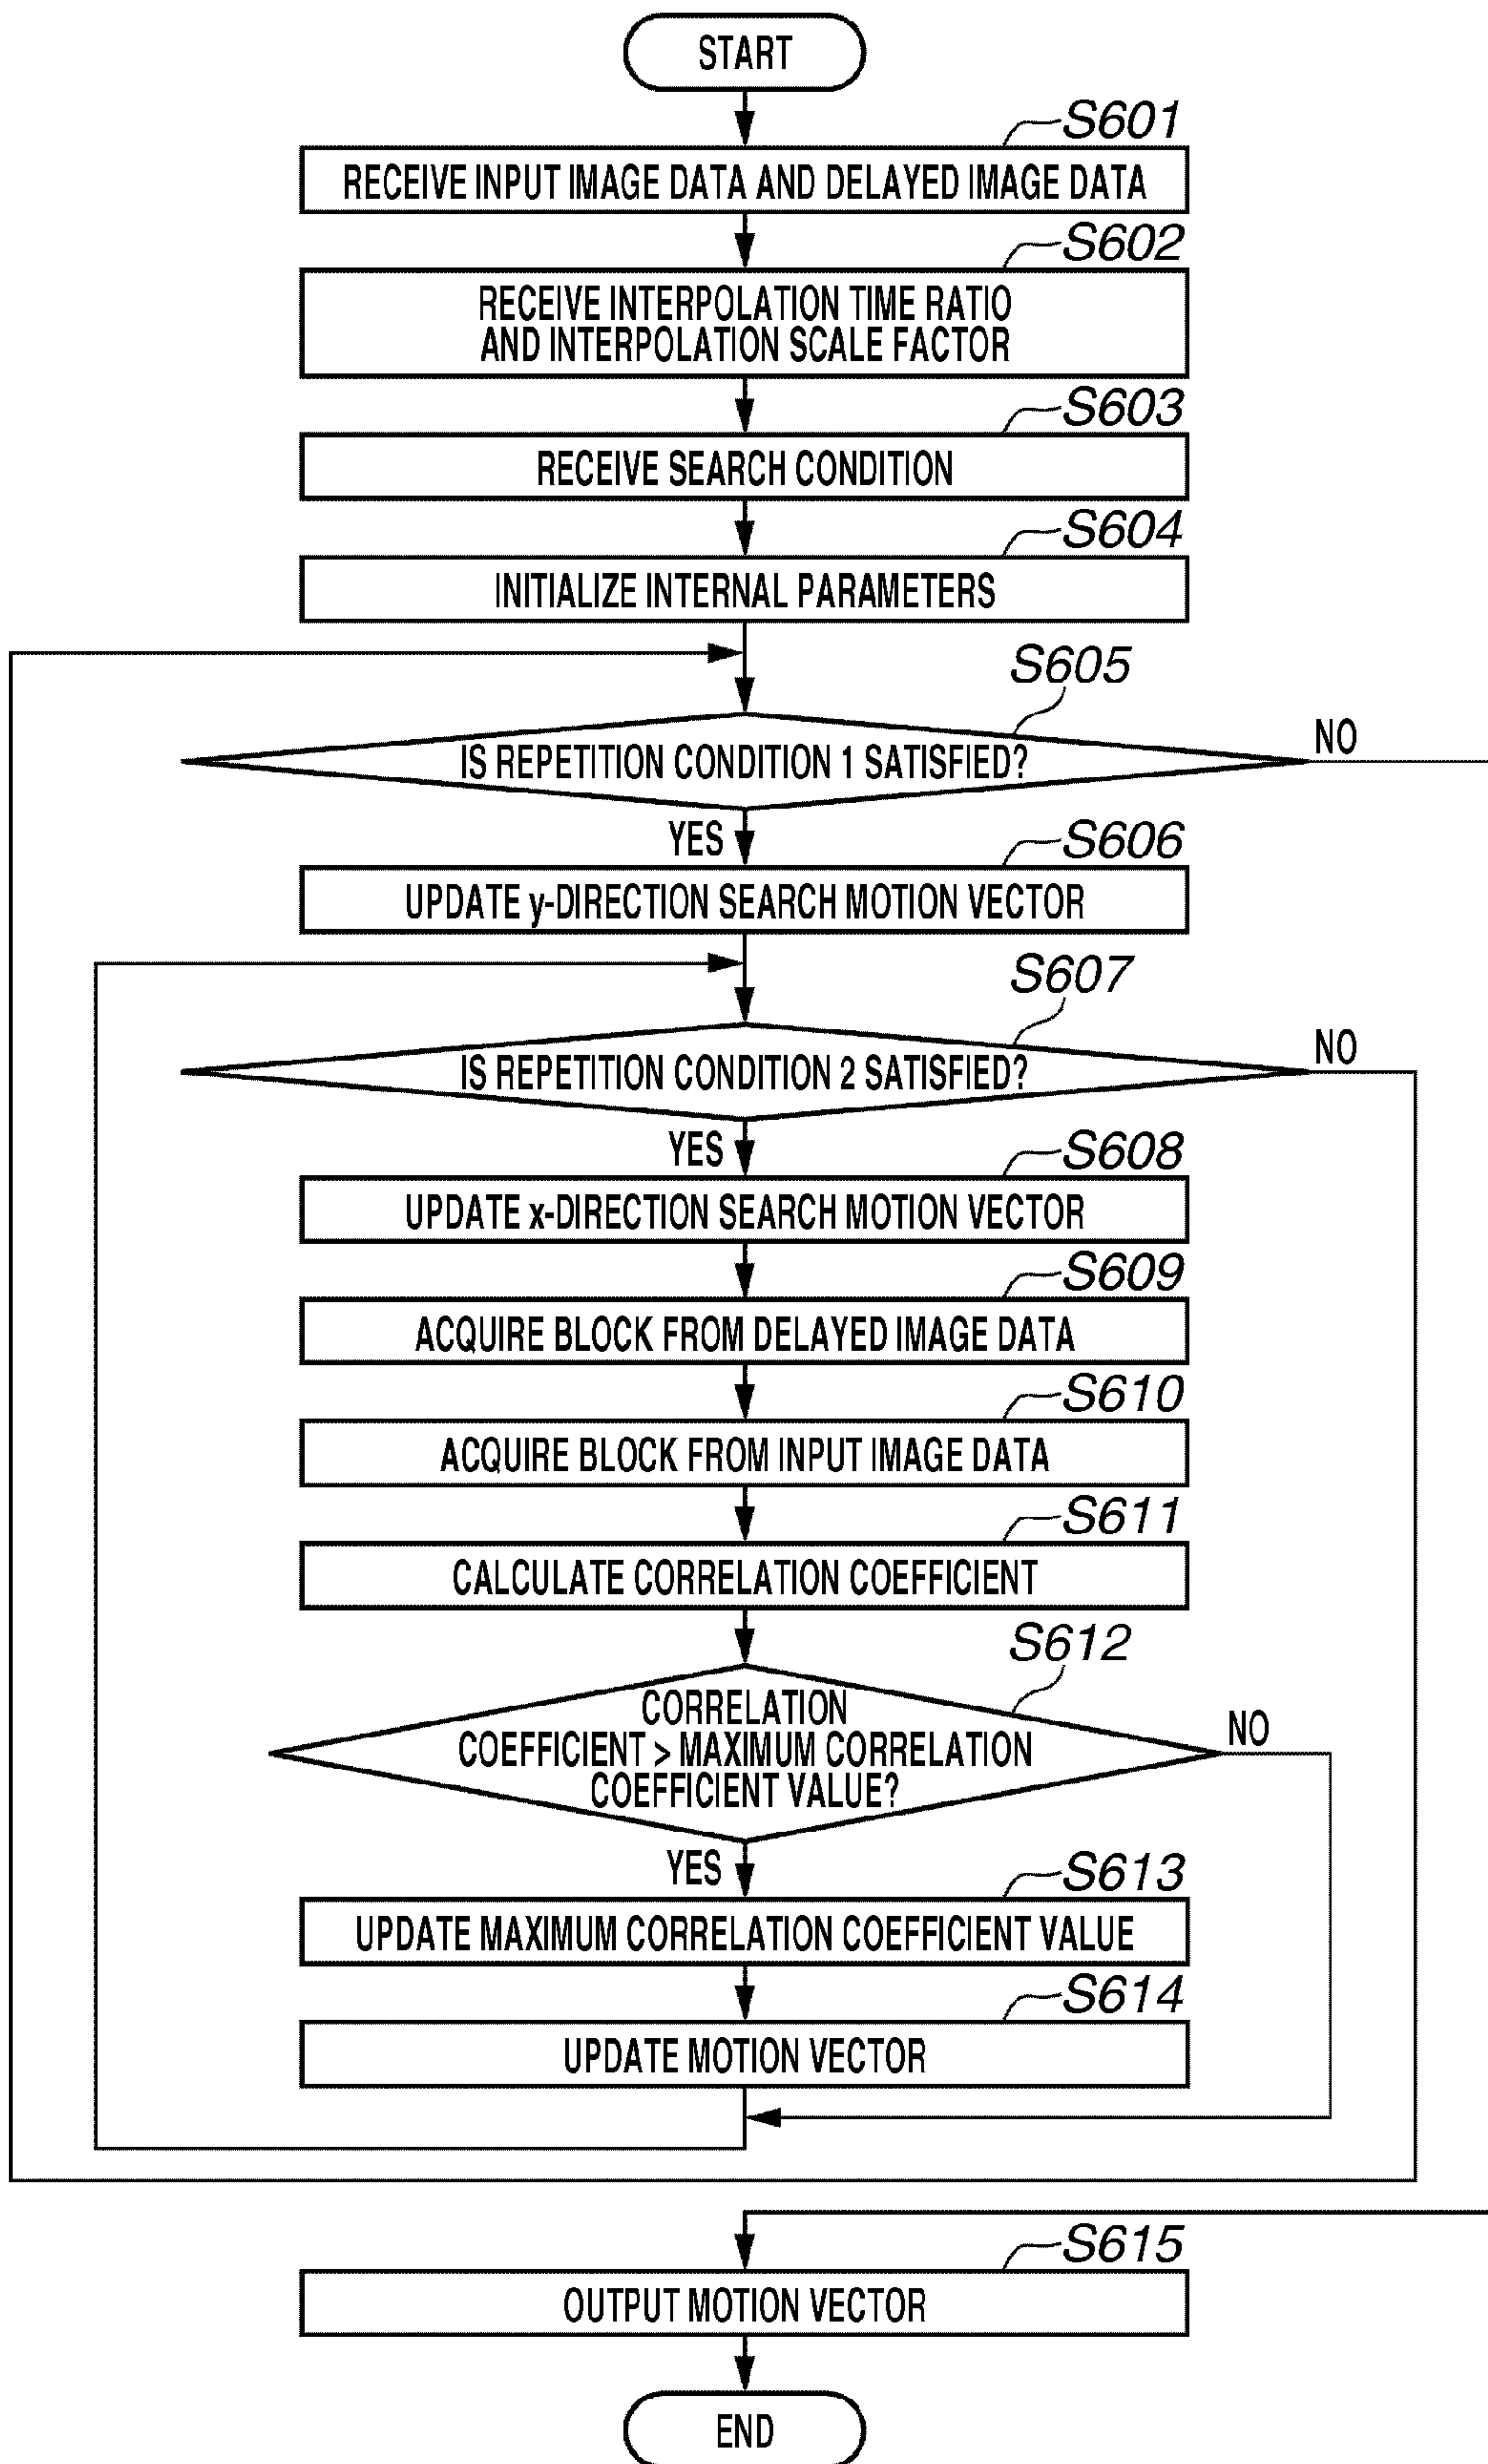 START
S601
RECEIVE INPUT IMAGE DATA AND DELAYED IMAGE DATA
S602
RECEIVE INTERPOLATION TIME RATIO
AND INTERPOLATION SCALE FACTOR
S603
RECEIVE SEARCH CONDITION
S604
INITIALIZE INTERNAL PARAMETERS
S605
IS REPETITION CONDITION 1 SATISFIED?
NO
YES
S606
UPDATE y-DIRECTION SEARCH MOTION VECTOR
S607
IS REPETITION CONDITION 2 SATISFIED?
NO
YES
S608
UPDATE x-DIRECTION SEARCH MOTION VECTOR
S609
ACQUIRE BLOCK FROM DELAYED IMAGE DATA
S610
ACQUIRE BLOCK FROM INPUT IMAGE DATA
S611
CALCULATE CORRELATION COEFFICIENT
S612
CORRELATION
COEFFICIENT > MAXIMUM CORRELATION
COEFFICIENT VALUE?
NO
YES
S613
UPDATE MAXIMUM CORRELATION COEFFICIENT VALUE
S614
UPDATE MOTION VECTOR
S615
OUTPUT MOTION VECTOR
END